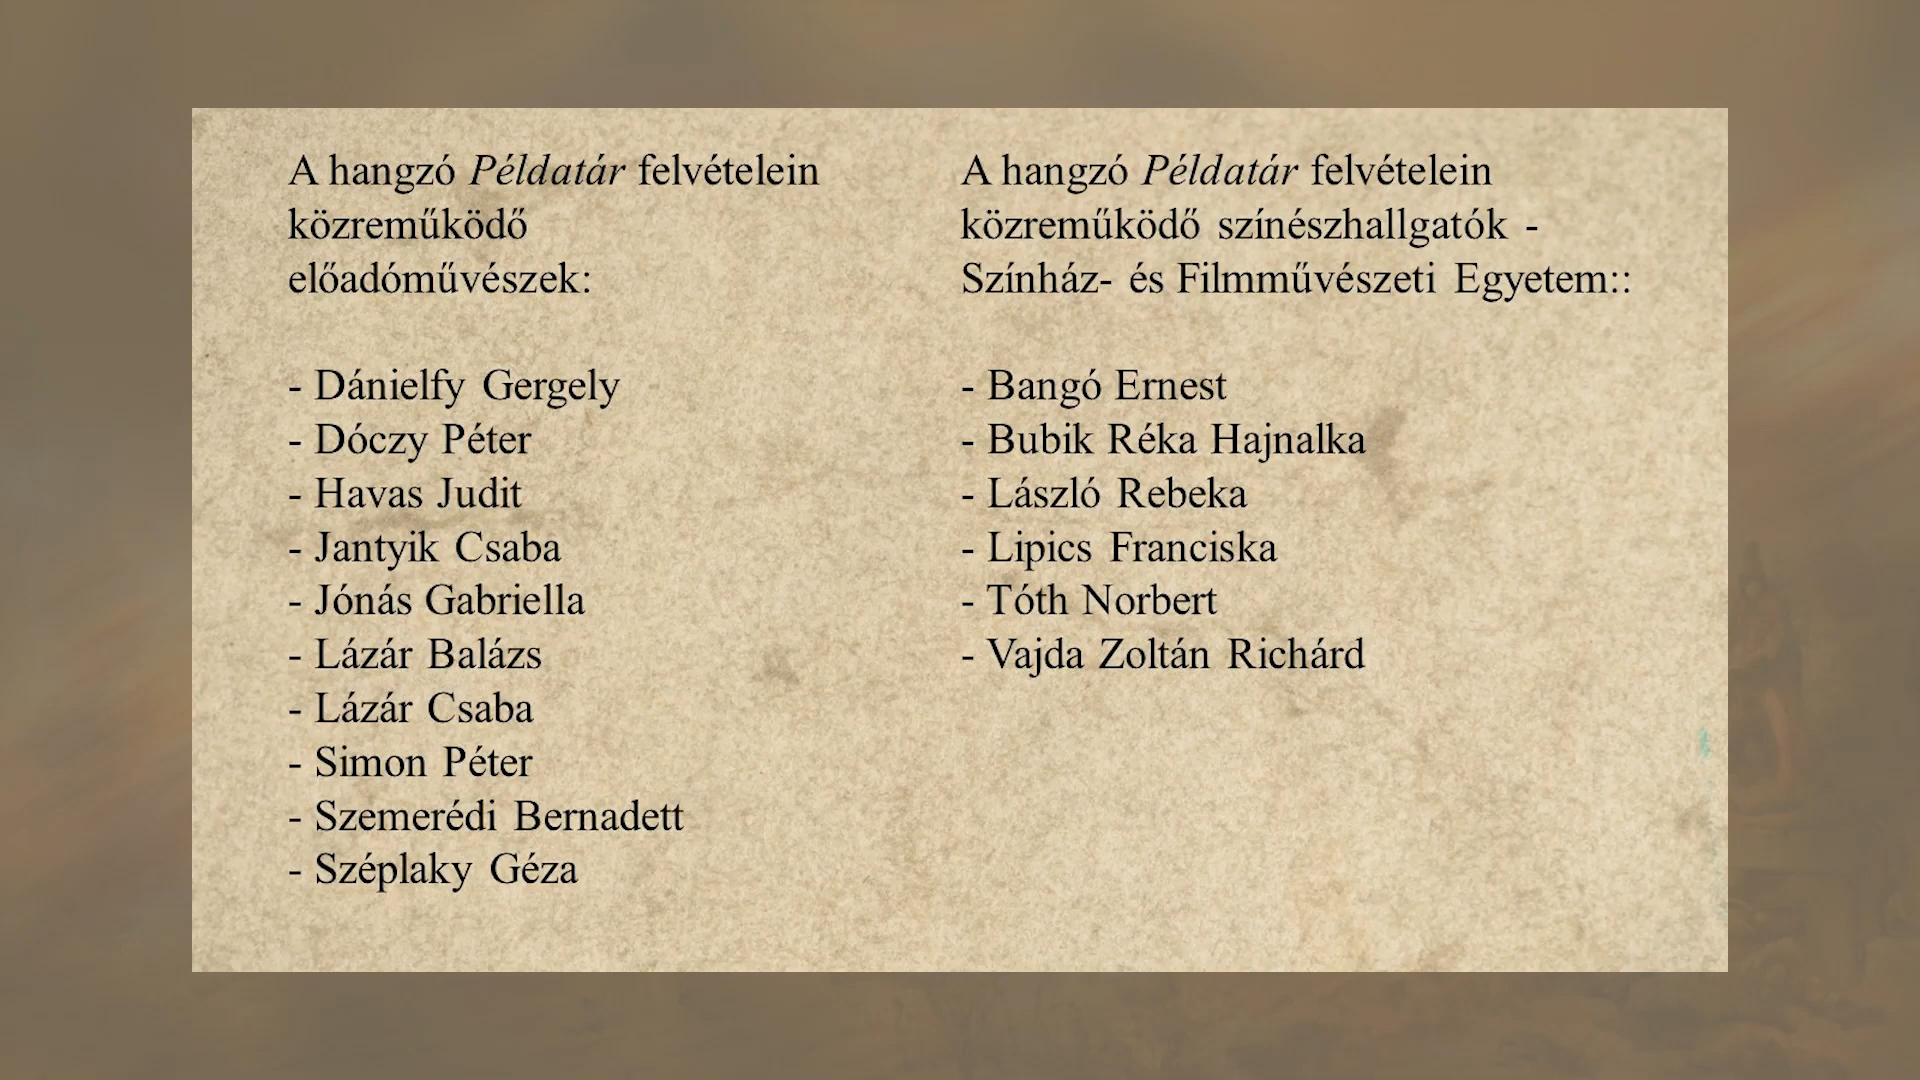 A hangzó Példatár felvételein
közreműködő
előadóművészek:
- Dánielfy Gergely
- Dóczy Péter
- Havas Judit
- Jantyik Csaba
- Jónás Gabriella
- Lázár Balázs
- Lázár Csaba
- Simon Péter
- Szemerédi Bernadett
- Széplaky Géza
A hangzó Példatár felvételein
közreműködő színészhallgatók -
Színház- és Filmművészeti Egyetem::
- Bangó Ernest
- Bubik Réka Hajnalka
- László Rebeka
- Lipics Franciska
- Tóth Norbert
- Vajda Zoltán Richárd